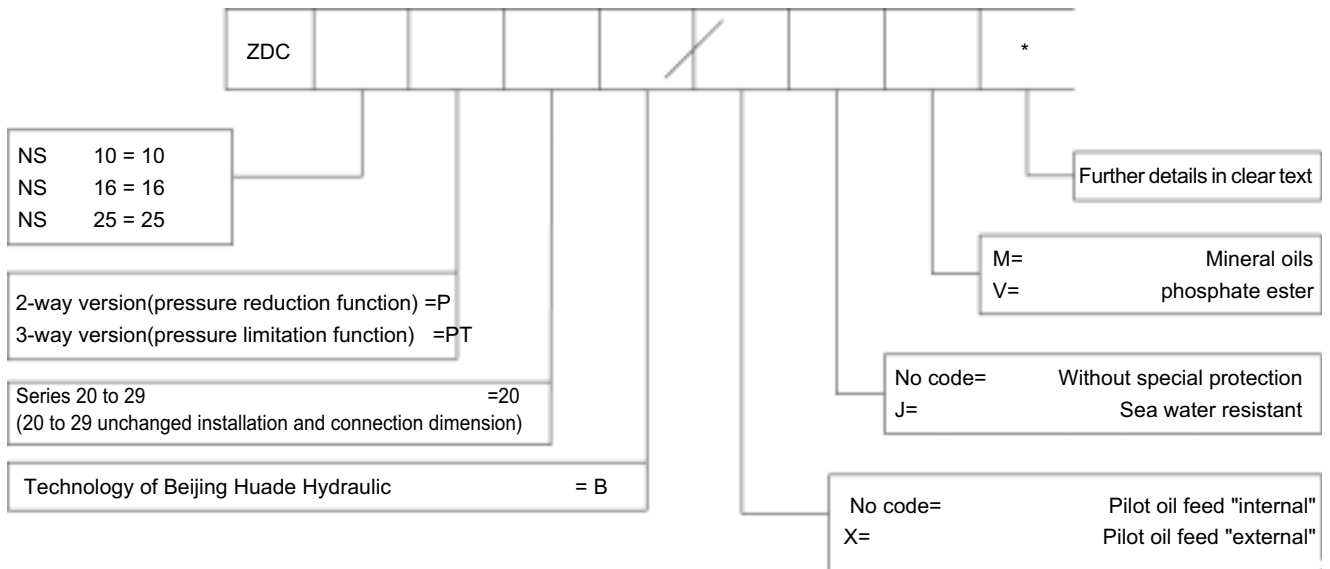 ZDC *
NS 10 = 10
NS 16 = 16
NS 25 = 25
2-way version(pressure reduction function) =P
3-way version(pressure limitation function) =PT
Series 20 to 29 =20
(20 to 29 unchanged installation and connection dimension)
Technology of Beijing Huade Hydraulic = B
Further details in clear text
M= Mineral oils
V= phosphate ester
No code= Without special protection
J= Sea water resistant
No code= Pilot oil feed "internal"
X= Pilot oil feed "external"